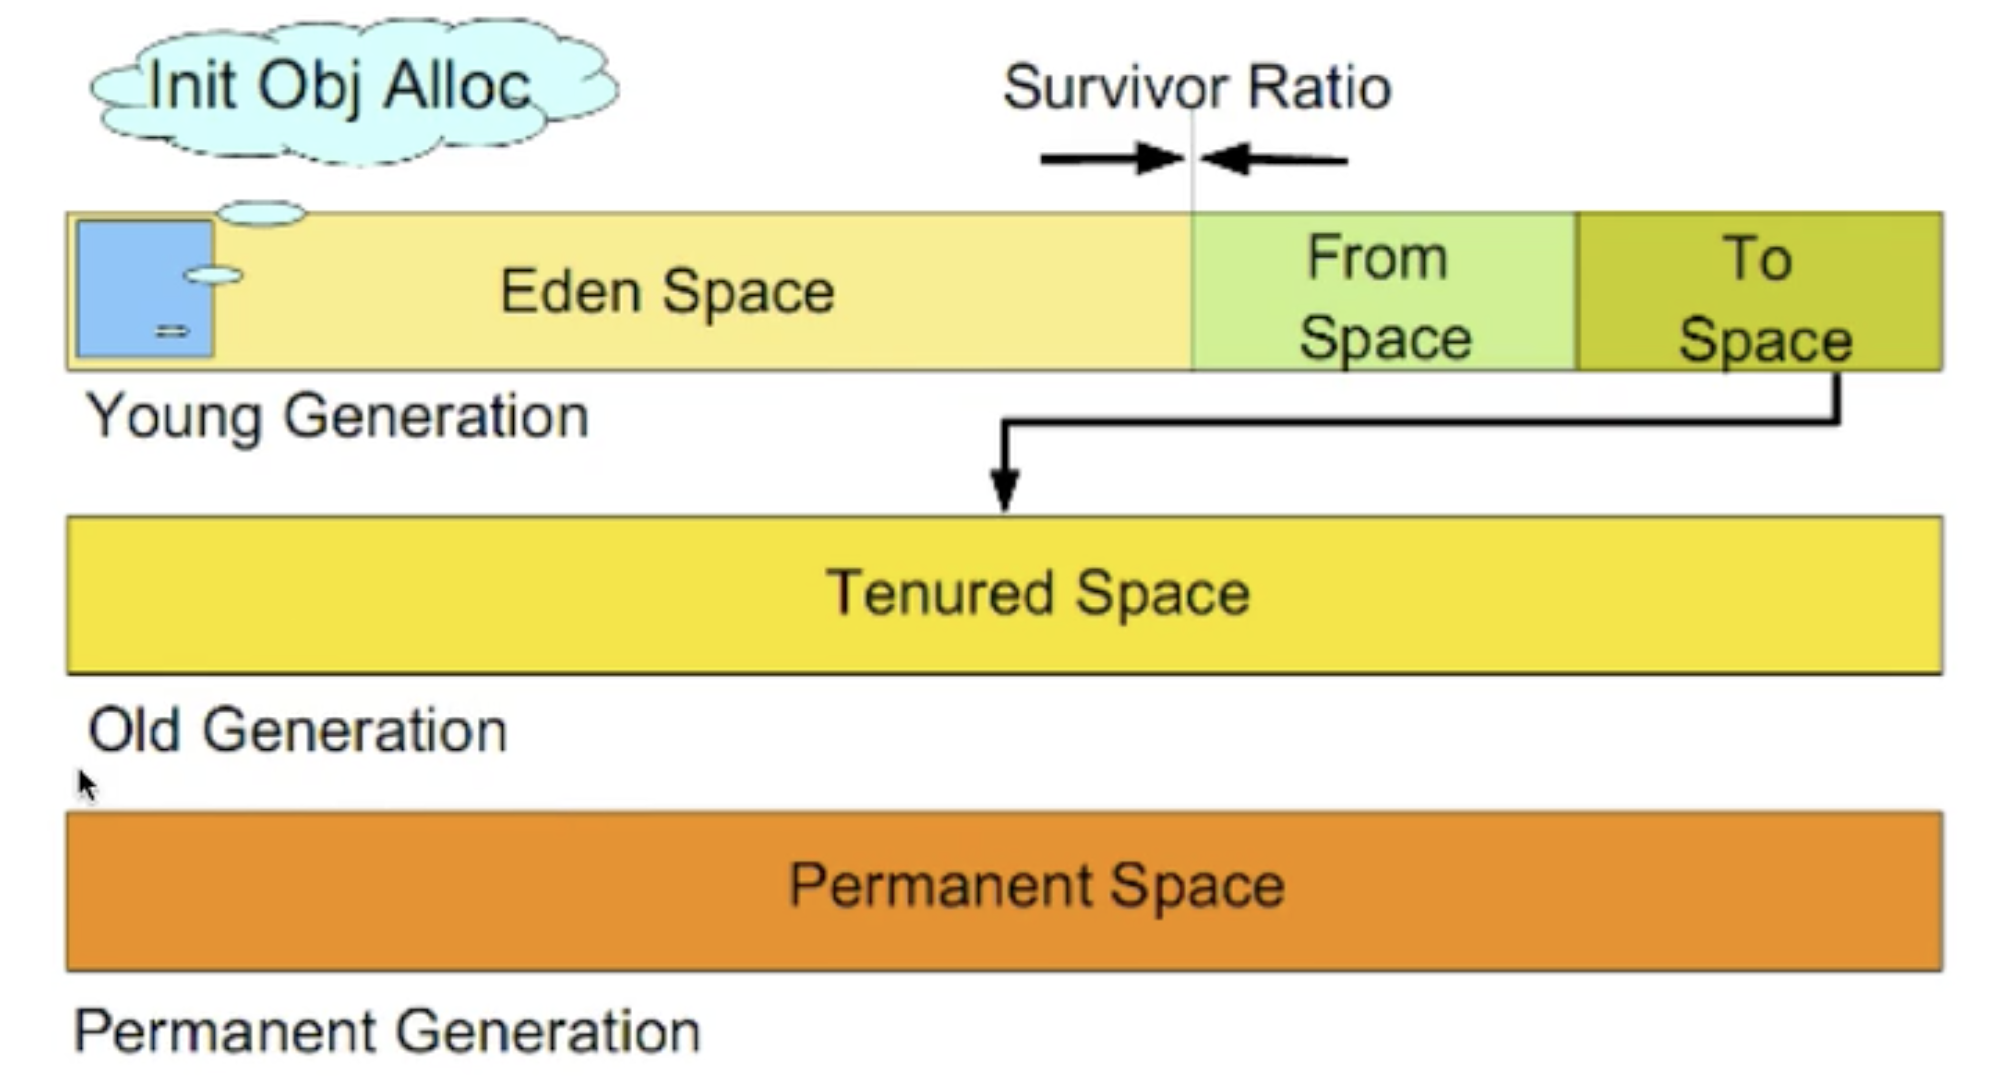 Init Obj Alloc
Survivor Ratio
Eden Space
From
Space
To
Space
Young Generation
Tenured Space
Old Generation
Permanent Space
Permanent Generation